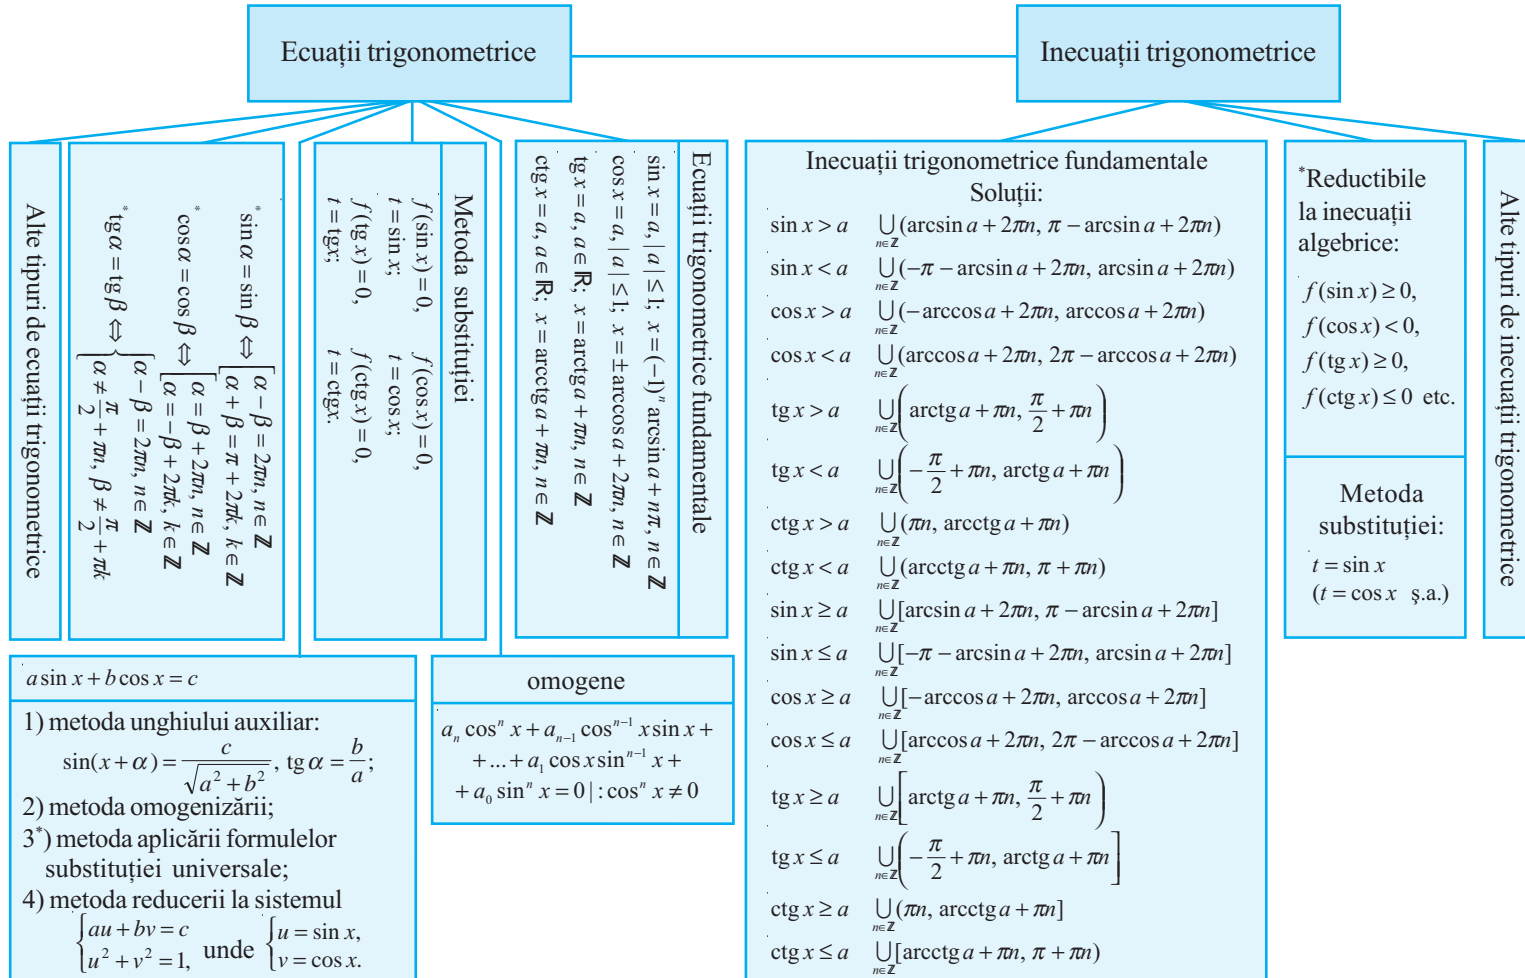 Ecuații trigonometrice
Inecuații trigonometrice
Alte tipuri de ecuații trigonometrice
*sin α = sin β ⇔ [ α − β = 2πn, n ∈ ℤ
α + β = π + 2πk, k ∈ ℤ
*cos α = cos β ⇔ [ α = β + 2πn, n ∈ ℤ
α = −β + 2πk, k ∈ ℤ
*tg α = tg β ⇔ { α − β = 2πn, n ∈ ℤ
α ≠ π/2 + πn, β ≠ π/2 + πk
a sin x + b cos x = c
1) metoda unghiului auxiliar:
sin(x + α) = c/√(a² + b²), tg α = b/a;
2) metoda omogenizării;
3*) metoda aplicării formulelor
substituției universale;
4) metoda reducerii la sistemul
{ au + bv = c
u² + v² = 1, unde { u = sin x,
v = cos x.
Metoda substituției
f(sin x) = 0, f(cos x) = 0,
t = sin x; t = cos x;
f(tg x) = 0, f(ctg x) = 0,
t = tgx; t = ctgx.
omogene
aₙ cosⁿ x + aₙ₋₁ cosⁿ⁻¹ x sin x +
+ ... + a₁ cos x sinⁿ⁻¹ x +
+ a₀ sinⁿ x = 0 | : cosⁿ x ≠ 0
Ecuații trigonometrice fundamentale
sin x = a, | a | ≤ 1; x = (−1)ⁿ arcsin a + nπ, n ∈ ℤ
cos x = a, | a | ≤ 1; x = ± arccos a + 2πn, n ∈ ℤ
tg x = a, a ∈ ℝ; x = arctg a + πn, n ∈ ℤ
ctg x = a, a ∈ ℝ; x = arcctg a + πn, n ∈ ℤ
Inecuații trigonometrice fundamentale
Soluții:
sin x > a ⋃n∈ℤ (arcsin a + 2πn, π − arcsin a + 2πn)
sin x < a ⋃n∈ℤ (−π − arcsin a + 2πn, arcsin a + 2πn)
cos x > a ⋃n∈ℤ (−arccos a + 2πn, arccos a + 2πn)
cos x < a ⋃n∈ℤ (arccos a + 2πn, 2π − arccos a + 2πn)
tg x > a ⋃n∈ℤ (arctg a + πn, π/2 + πn)
tg x < a ⋃n∈ℤ (−π/2 + πn, arctg a + πn)
ctg x > a ⋃n∈ℤ (πn, arcctg a + πn)
ctg x < a ⋃n∈ℤ (arcctg a + πn, π + πn)
sin x ≥ a ⋃n∈ℤ [arcsin a + 2πn, π − arcsin a + 2πn]
sin x ≤ a ⋃n∈ℤ [−π − arcsin a + 2πn, arcsin a + 2πn]
cos x ≥ a ⋃n∈ℤ [−arccos a + 2πn, arccos a + 2πn]
cos x ≤ a ⋃n∈ℤ [arccos a + 2πn, 2π − arccos a + 2πn]
tg x ≥ a ⋃n∈ℤ [arctg a + πn, π/2 + πn)
tg x ≤ a ⋃n∈ℤ (−π/2 + πn, arctg a + πn]
ctg x ≥ a ⋃n∈ℤ (πn, arcctg a + πn]
ctg x ≤ a ⋃n∈ℤ [arcctg a + πn, π + πn)
*Reductibile
la inecuații
algebrice:
f(sin x) ≥ 0,
f(cos x) < 0,
f(tg x) ≥ 0,
f(ctg x) ≤ 0 etc.
Metoda
substituției:
t = sin x
(t = cos x ş.a.)
Alte tipuri de inecuații trigonometrice